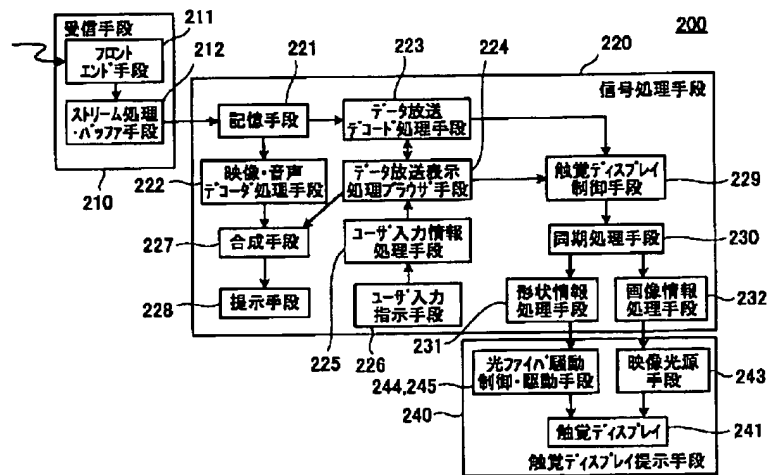 200
受信手段
211
フロント
エンド手段
212
ストリーム処理
・バッファ手段
210
220
信号処理手段
221
記憶手段
223
データ放送
デコード処理手段
224
222
映像・音声
デコーダ処理手段
データ放送表示
処理ブラウザ手段
触覚ディスプレイ
制御手段
229
227
合成手段
ユーザ入力情報
処理手段
225
同期処理手段
230
228
提示手段
ユーザ入力
指示手段
226
形状情報
処理手段
231
画像情報
処理手段
232
光ファイバ駆動
制御・駆動手段
244,245
映像光源
手段
243
240
触覚ディスプレイ
241
触覚ディスプレイ提示手段